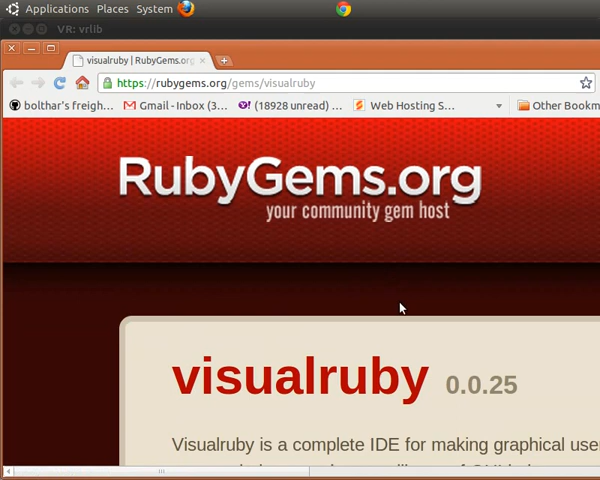 Applications Places System
VR: vrlib
visualruby | RubyGems.org
https://rubygems.org/gems/visualruby
bolthar's freigh... Gmail - Inbox (3... (18928 unread) ... Web Hosting S... Other Bookm
RubyGems.org
your community gem host
visualruby 0.0.25
Visualruby is a complete IDE for making graphical use